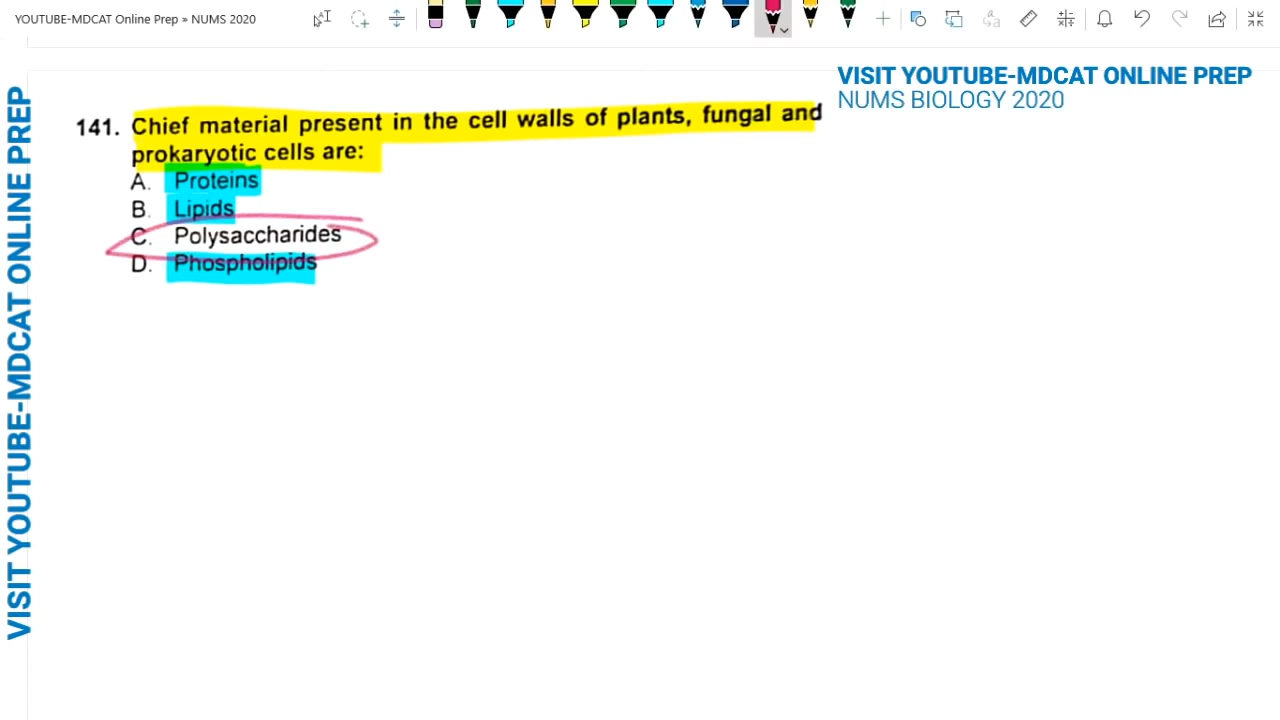 YOUTUBE-MDCAT Online Prep » NUMS 2020
VISIT YOUTUBE-MDCAT ONLINE PREP
NUMS BIOLOGY 2020
141. Chief material present in the cell walls of plants, fungal and
prokaryotic cells are:
A. Proteins
B. Lipids
C. Polysaccharides
D. Phospholipids
VISIT YOUTUBE-MDCAT ONLINE PREP